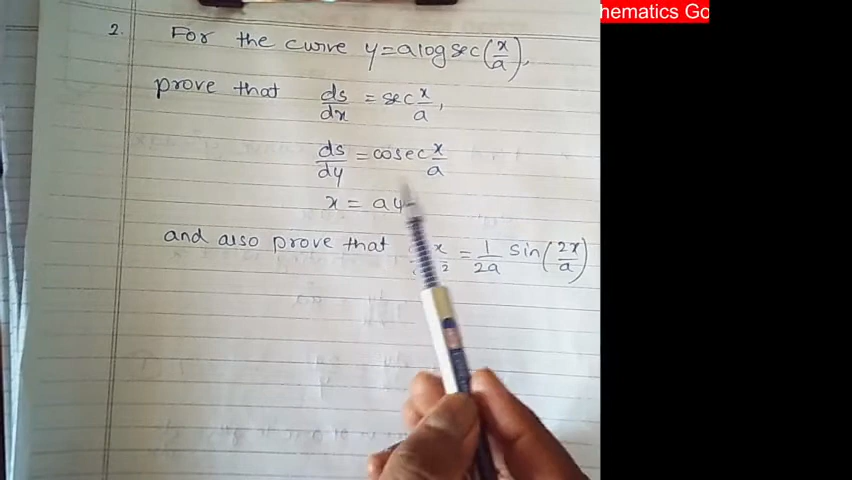 hematics Go
2. For the curve y=a log sec(x/a),
prove that ds/dx = sec x/a,
ds/dy = cosec x/a
x = aψ
and also prove that x = 1/2a sin(2x/a)